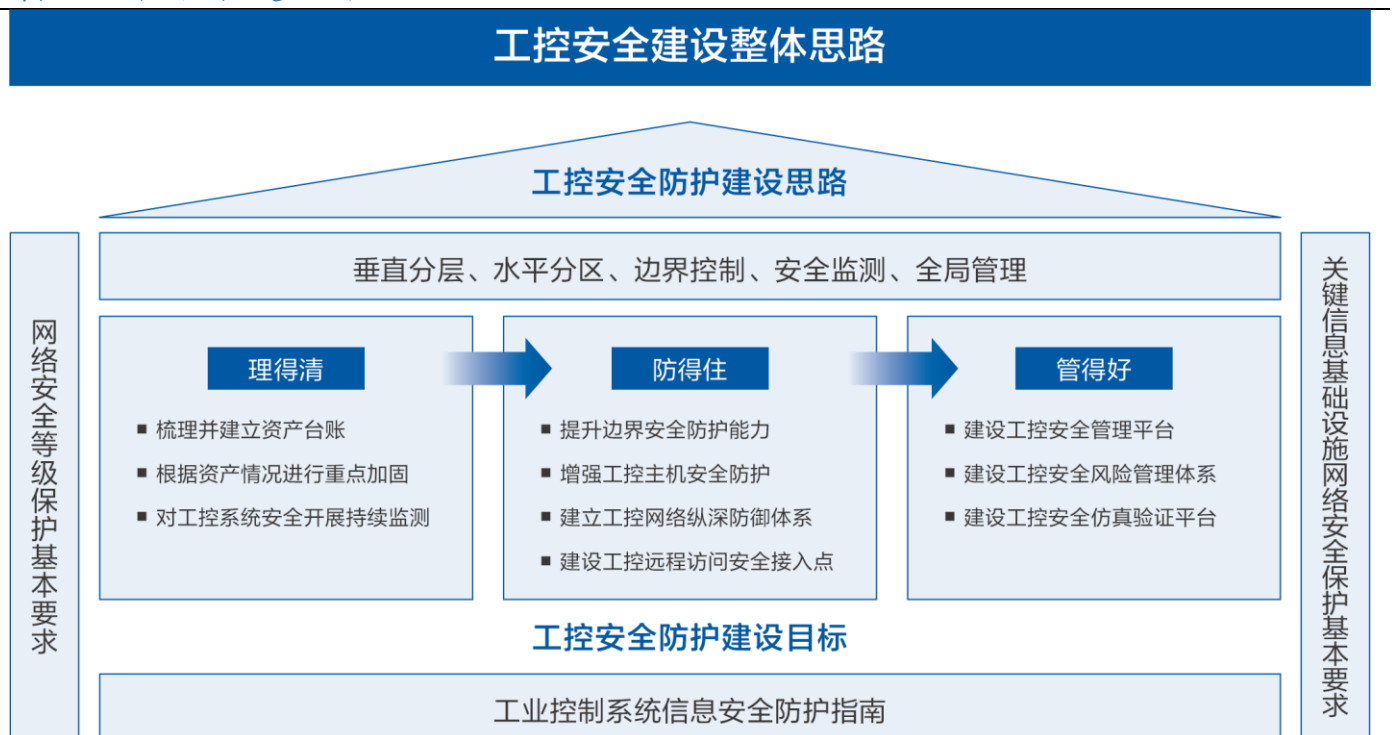 工控安全建设整体思路
工控安全防护建设思路
垂直分层、水平分区、边界控制、安全监测、全局管理
网络安全等级保护基本要求
理得清
■ 梳理并建立资产台账
■ 根据资产情况进行重点加固
■ 对工控系统安全开展持续监测
防得住
■ 提升边界安全防护能力
■ 增强工控主机安全防护
■ 建立工控网络纵深防御体系
■ 建设工控远程访问安全接入点
管得好
■ 建设工控安全管理平台
■ 建设工控安全风险管理体系
■ 建设工控安全仿真验证平台
关键信息基础设施网络安全保护基本要求
工控安全防护建设目标
工业控制系统信息安全防护指南